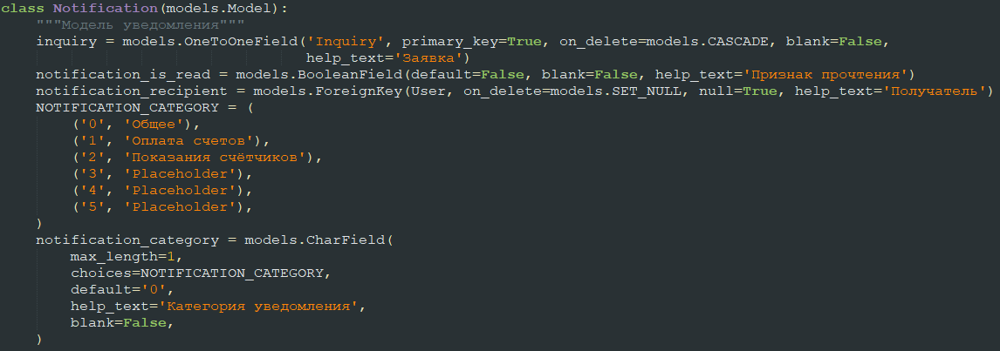 class Notification(models.Model):
    """Модель уведомления"""
    inquiry = models.OneToOneField('Inquiry', primary_key=True, on_delete=models.CASCADE, blank=False,
                                   help_text='Заявка')
    notification_is_read = models.BooleanField(default=False, blank=False, help_text='Признак прочтения')
    notification_recipient = models.ForeignKey(User, on_delete=models.SET_NULL, null=True, help_text='Получатель')
    NOTIFICATION_CATEGORY = (
        ('0', 'Общее'),
        ('1', 'Оплата счетов'),
        ('2', 'Показания счётчиков'),
        ('3', 'Placeholder'),
        ('4', 'Placeholder'),
        ('5', 'Placeholder'),
    )
    notification_category = models.CharField(
        max_length=1,
        choices=NOTIFICATION_CATEGORY,
        default='0',
        help_text='Категория уведомления',
        blank=False,
    )